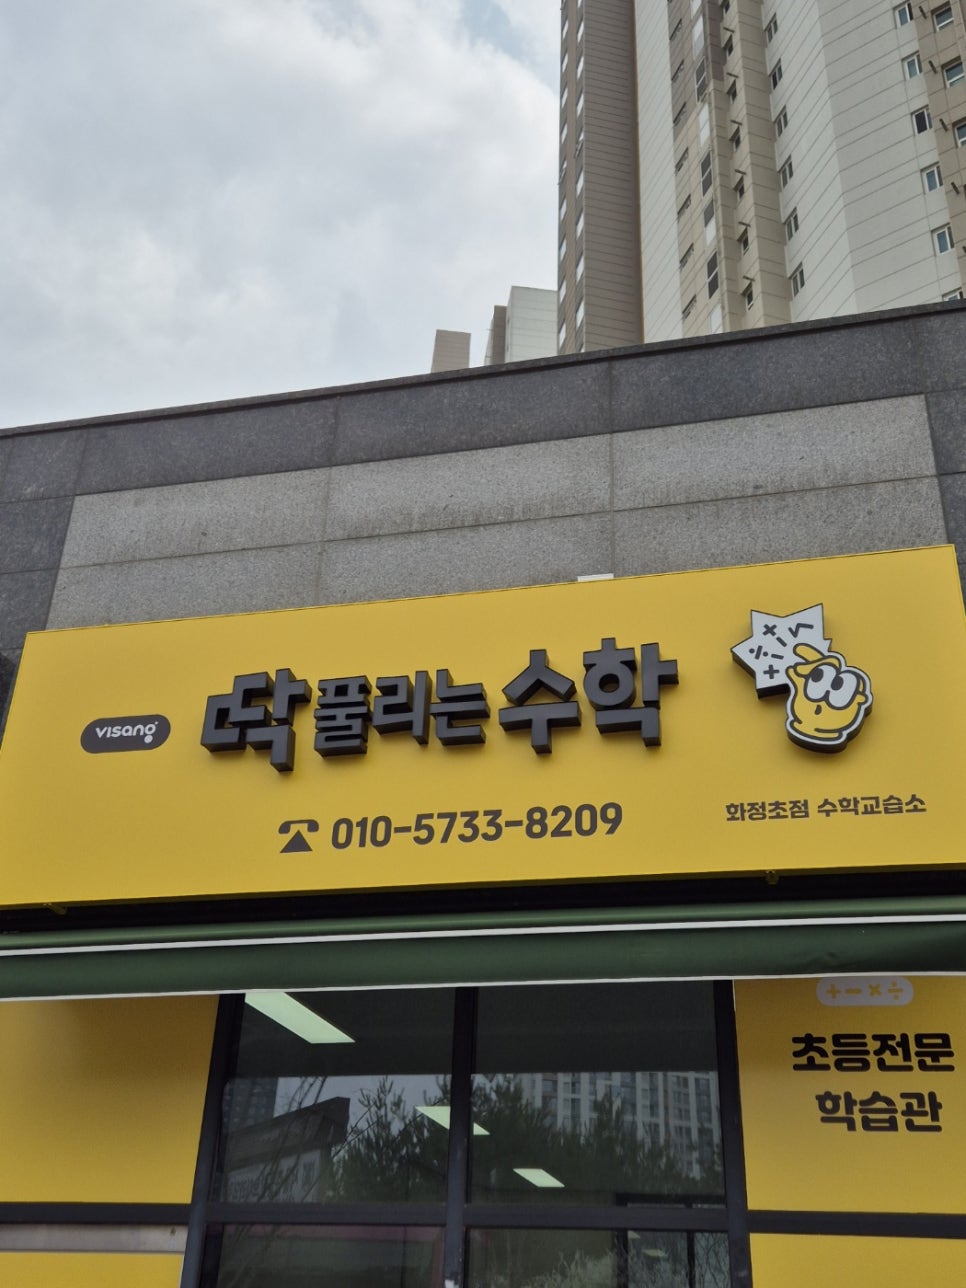 visang
딱풀리는수학
010-5733-8209
화정초점 수학교습소
+ − × ÷
초등전문
학습관